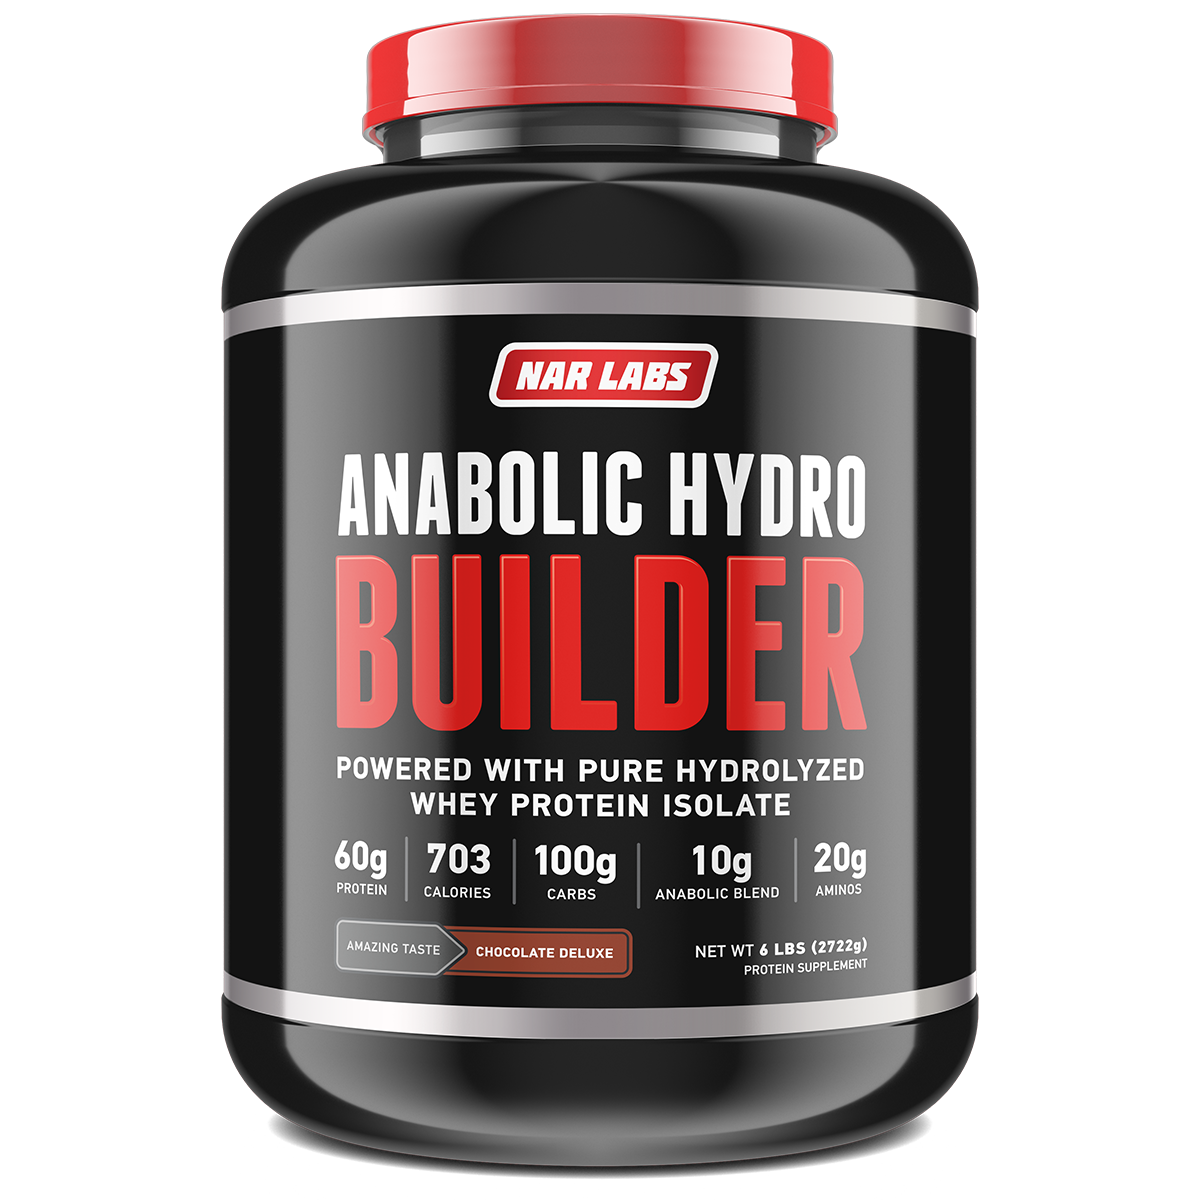 NAR LABS
ANABOLIC HYDRO
BUILDER
POWERED WITH PURE HYDROLYZED
WHEY PROTEIN ISOLATE
60g 703 100g 10g 20g
PROTEIN CALORIES CARBS ANABOLIC BLEND AMINOS
AMAZING TASTE CHOCOLATE DELUXE
NET WT 6 LBS (2722g)
PROTEIN SUPPLEMENT